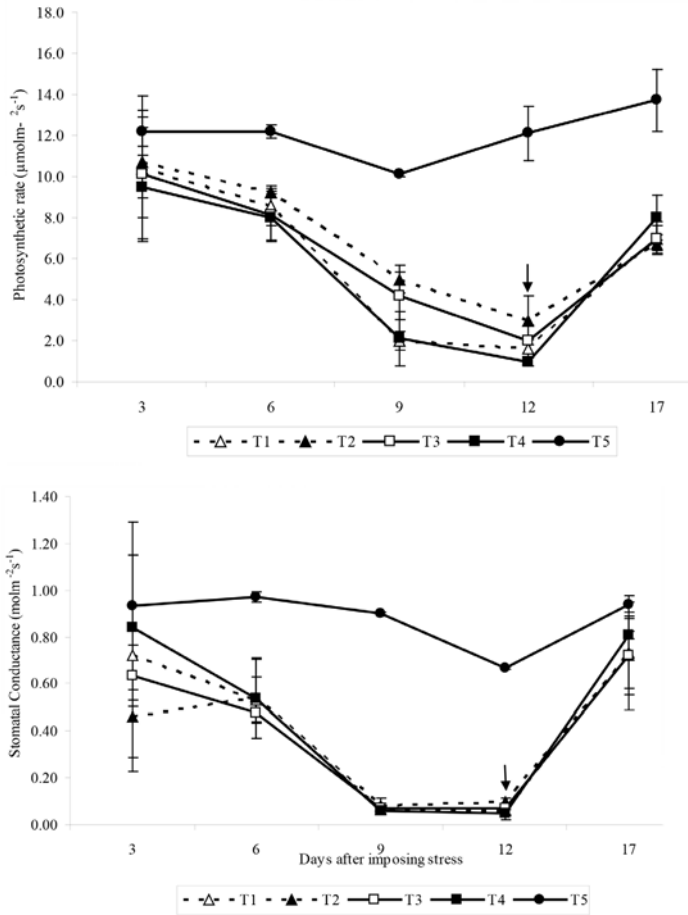 Photosynthetic rate (µmolm- ²s⁻¹)
18.0
16.0
14.0
12.0
10.0
8.0
6.0
4.0
2.0
0.0
3 6 9 12 17
T1 T2 T3 T4 T5
Stomatal Conductance (molm⁻²s⁻¹)
1.40
1.20
1.00
0.80
0.60
0.40
0.20
0.00
3 6 9 12 17
Days after imposing stress
T1 T2 T3 T4 T5